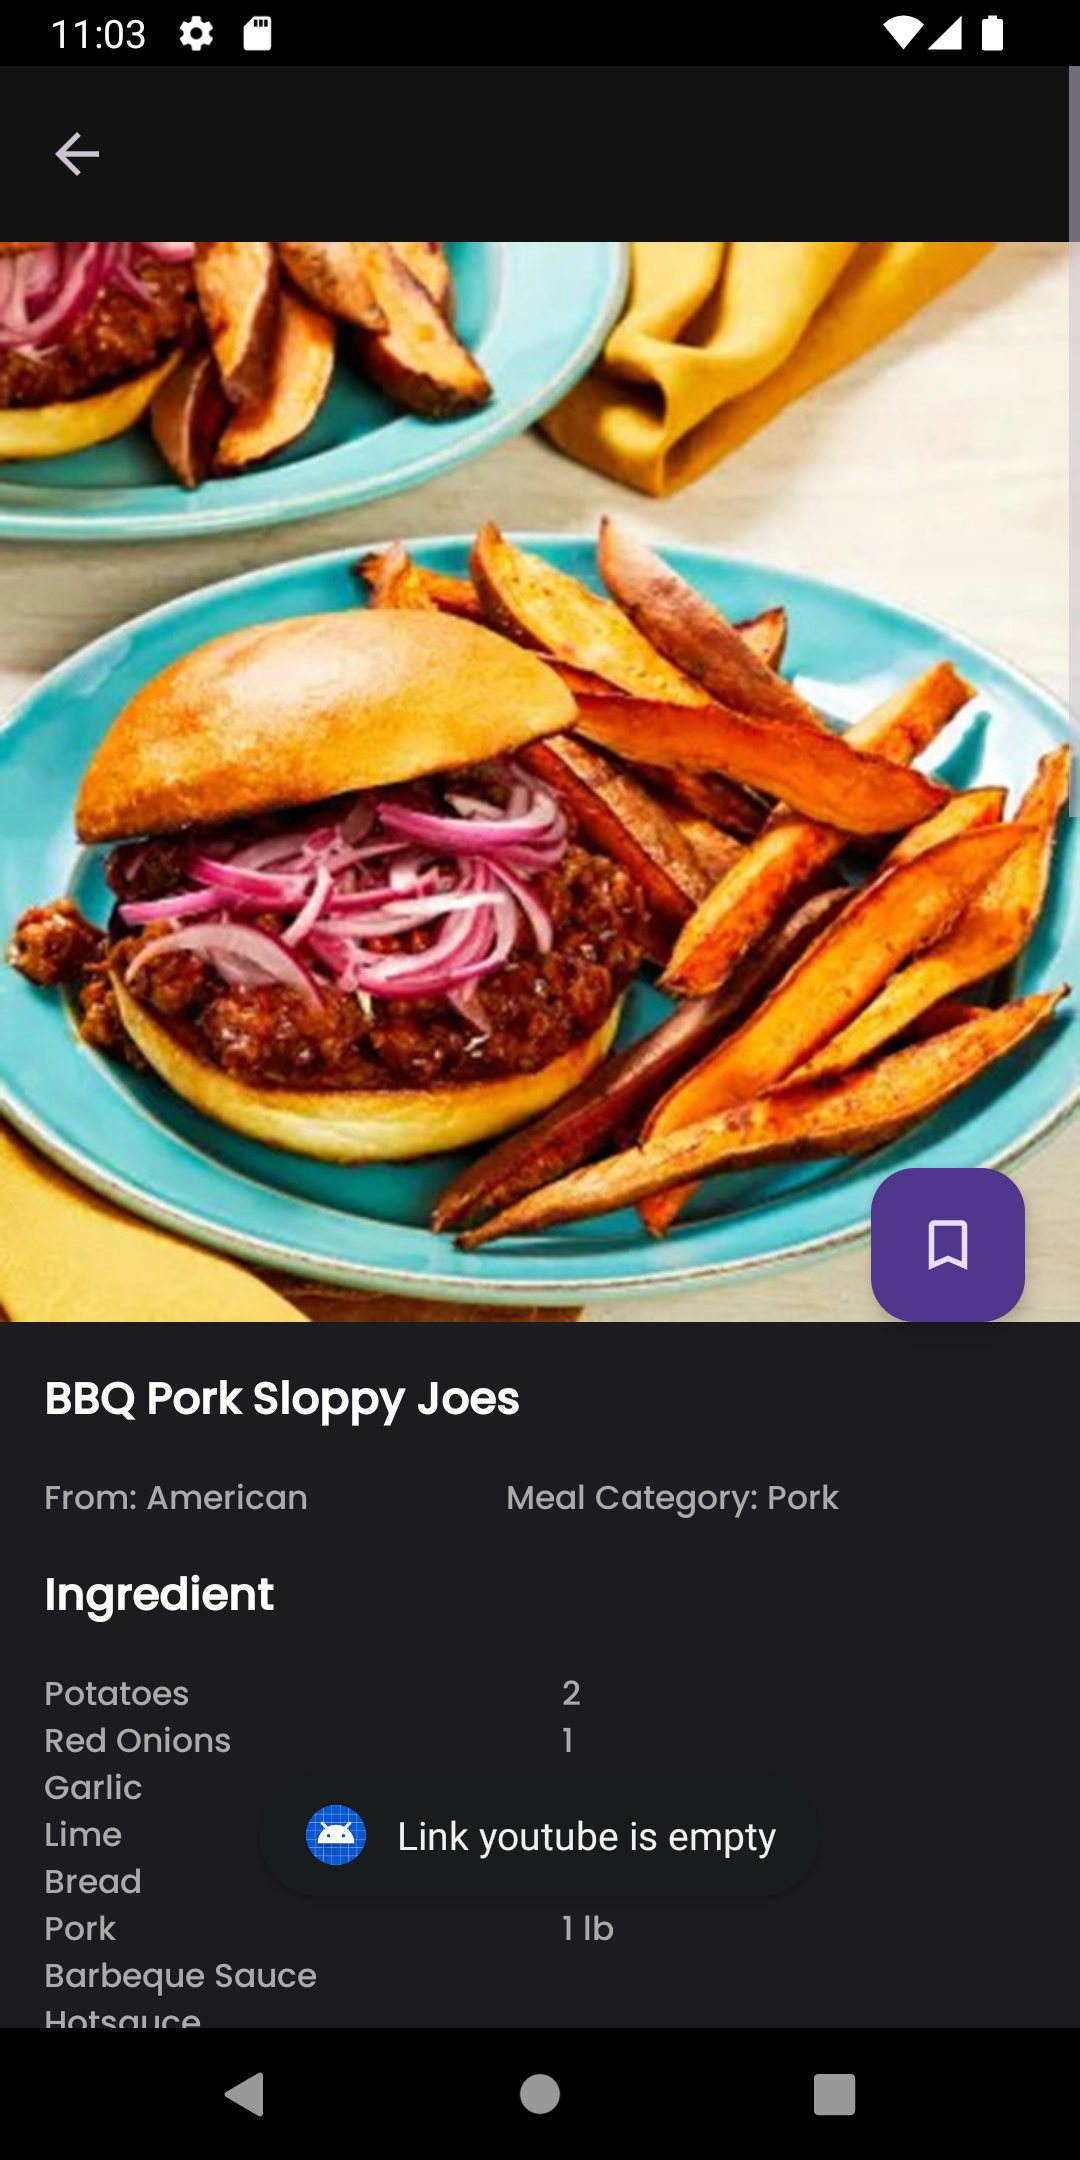 11:03
BBQ Pork Sloppy Joes
From: American Meal Category: Pork
Ingredient
Potatoes 2
Red Onions 1
Garlic
Lime
Link youtube is empty
Bread
Pork 1 lb
Barbeque Sauce
Hotsauce